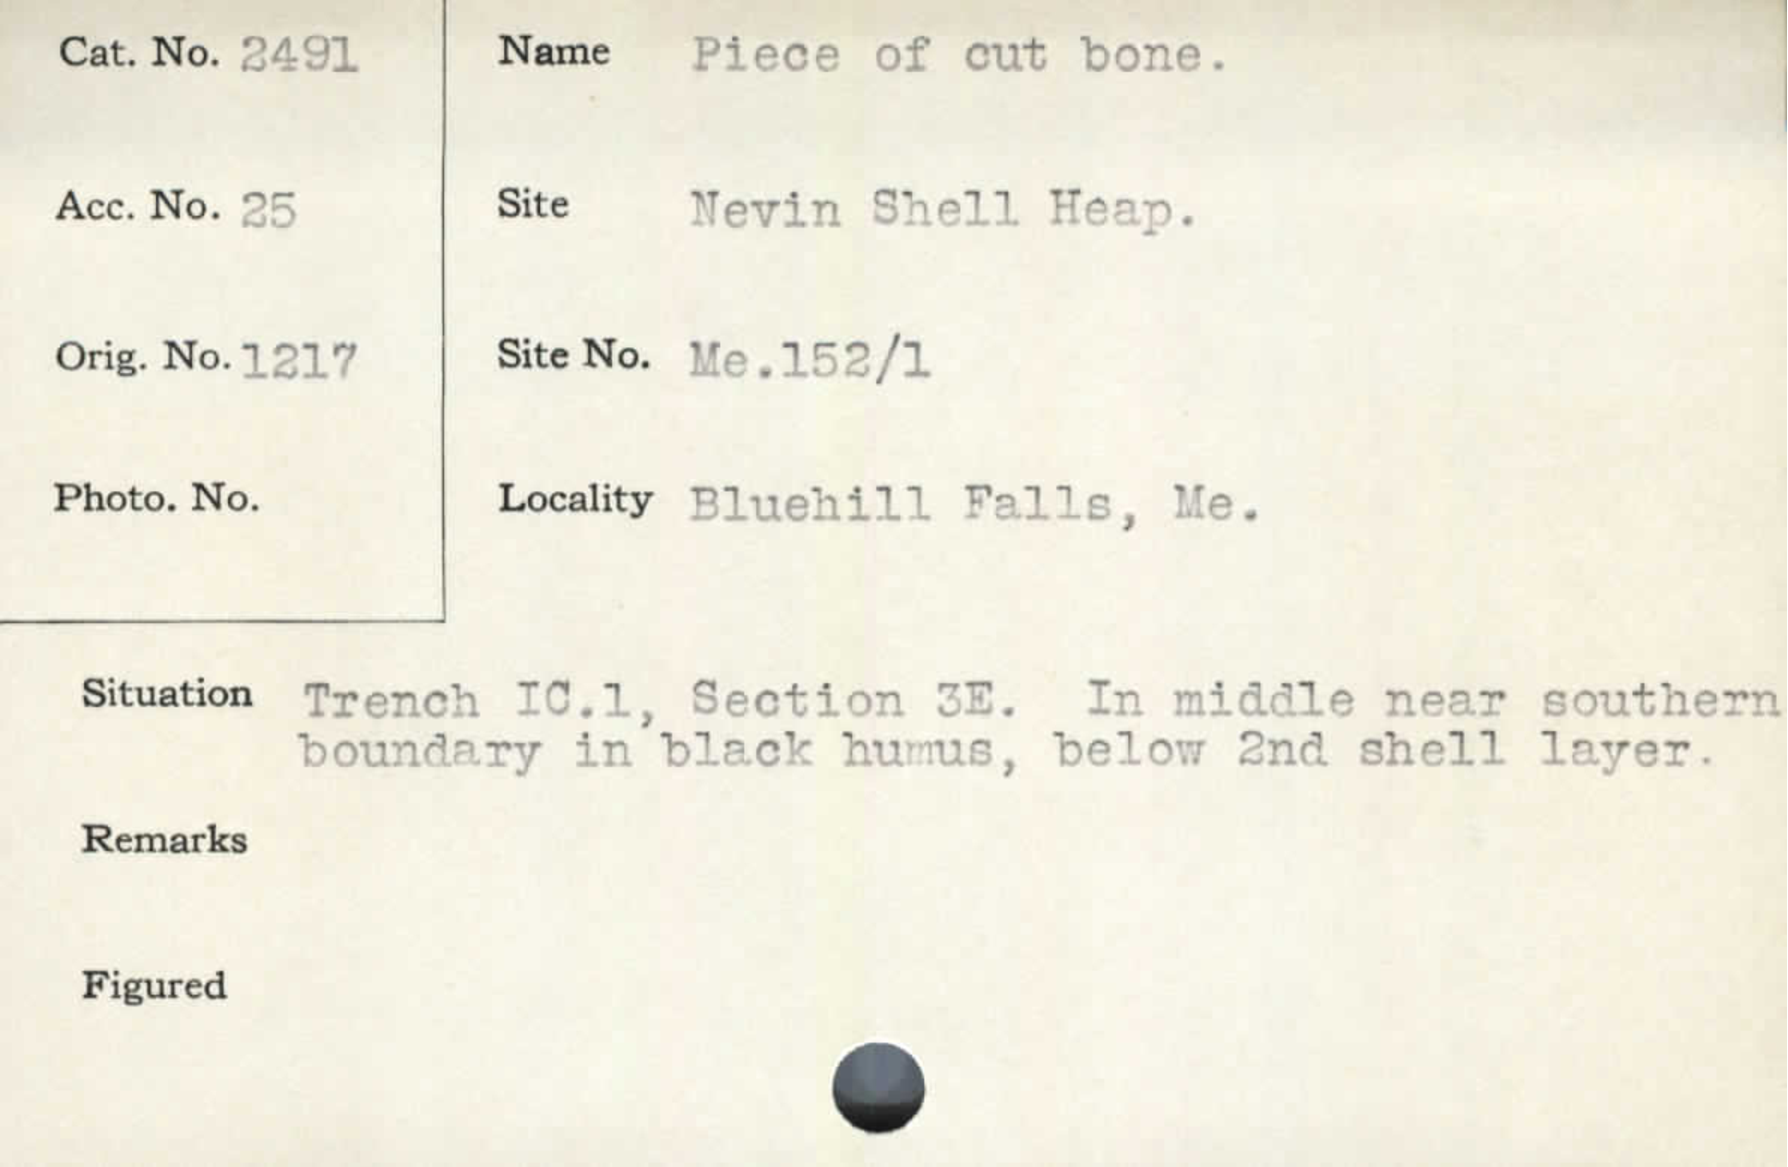 Cat. No. 2491
Acc. No. 25
Orig. No. 1217
Photo. No.
Name Piece of cut bone.
Site Nevin Shell Heap.
Site No. Me.152/1
Locality Bluehill Falls, Me.
Situation Trench IC.1, Section 3E. In middle near southern
boundary in black humus, below 2nd shell layer.
Remarks
Figured